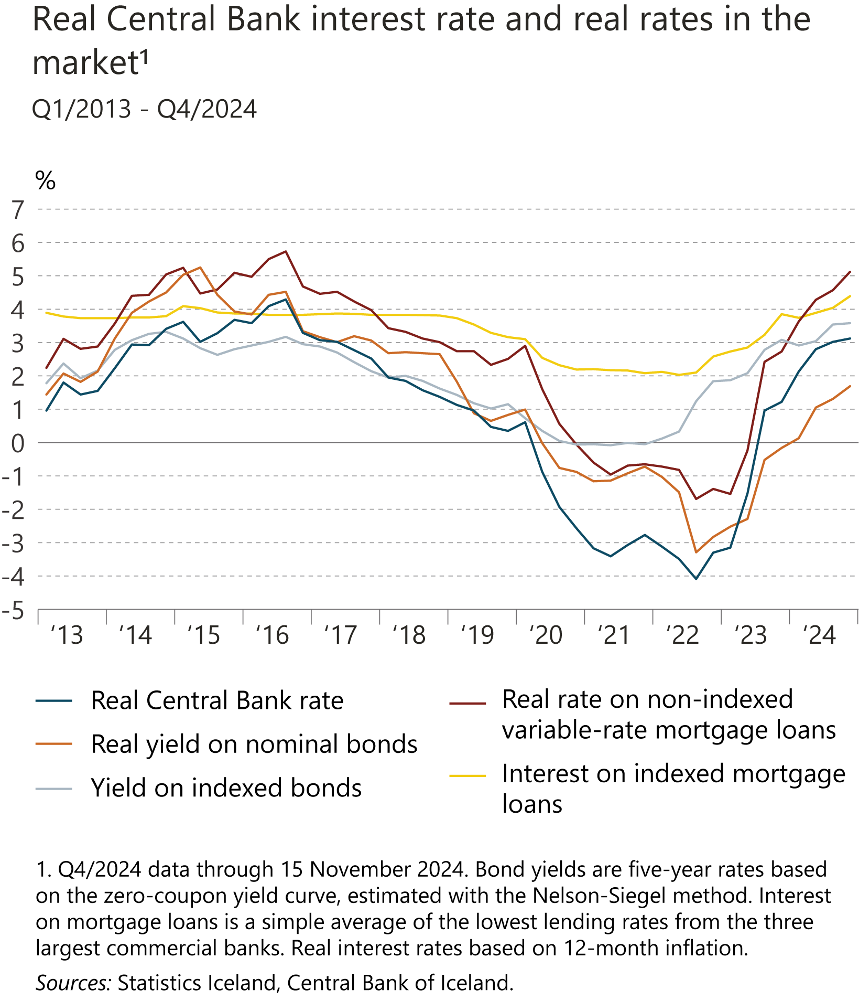 Real Central Bank interest rate and real rates in the
market¹
Q1/2013 - Q4/2024
%
7
6
5
4
3
2
1
0
-1
-2
-3
-4
-5
‘13 ‘14 ‘15 ‘16 ‘17 ‘18 ‘19 ‘20 ‘21 ‘22 ‘23 ‘24
Real Central Bank rate
Real yield on nominal bonds
Yield on indexed bonds
Real rate on non-indexed
variable-rate mortgage loans
Interest on indexed mortgage
loans
1. Q4/2024 data through 15 November 2024. Bond yields are five-year rates based
on the zero-coupon yield curve, estimated with the Nelson-Siegel method. Interest
on mortgage loans is a simple average of the lowest lending rates from the three
largest commercial banks. Real interest rates based on 12-month inflation.
Sources: Statistics Iceland, Central Bank of Iceland.